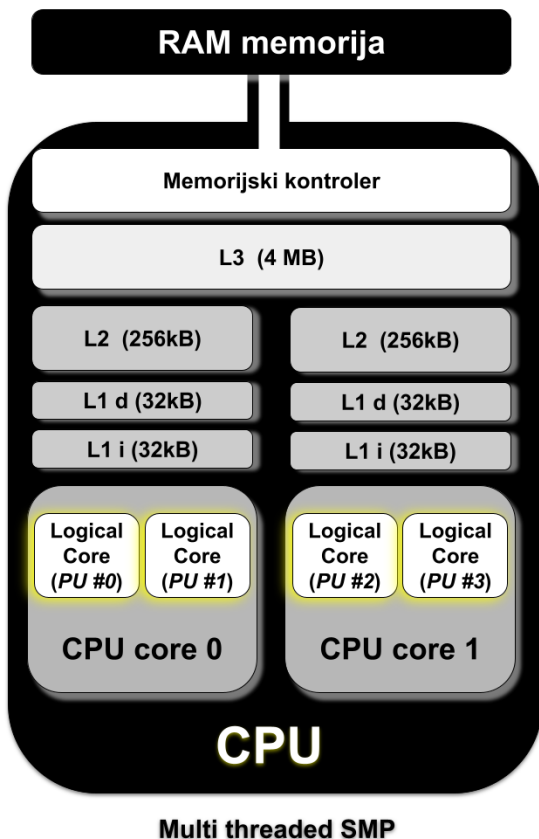 RAM memorija
Memorijski kontroler
L3 (4 MB)
L2 (256kB)
L2 (256kB)
L1 d (32kB)
L1 d (32kB)
L1 i (32kB)
L1 i (32kB)
Logical
Core
(PU #0)
Logical
Core
(PU #1)
Logical
Core
(PU #2)
Logical
Core
(PU #3)
CPU core 0
CPU core 1
CPU
Multi threaded SMP